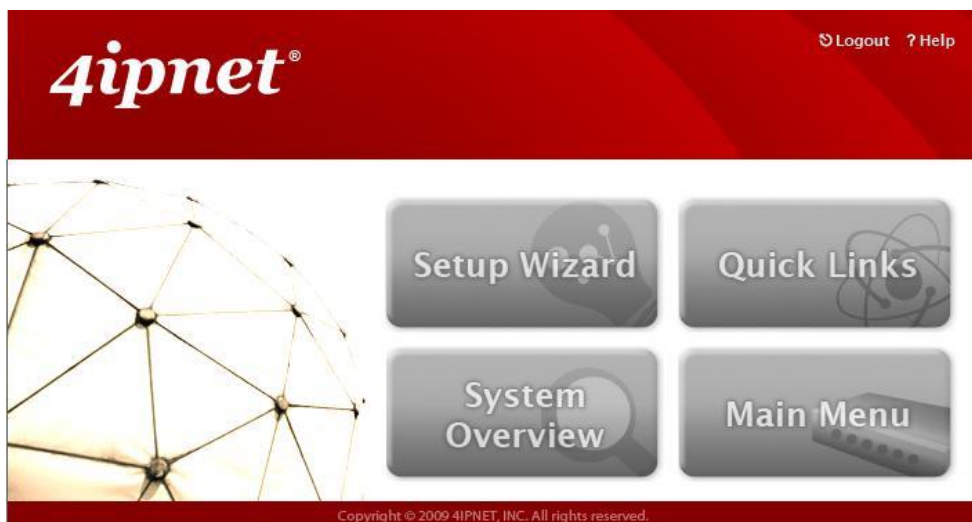 4ipnet®
Logout ? Help
Setup Wizard
Quick Links
System
Overview
Main Menu
Copyright © 2009 4IPNET, INC. All rights reserved.